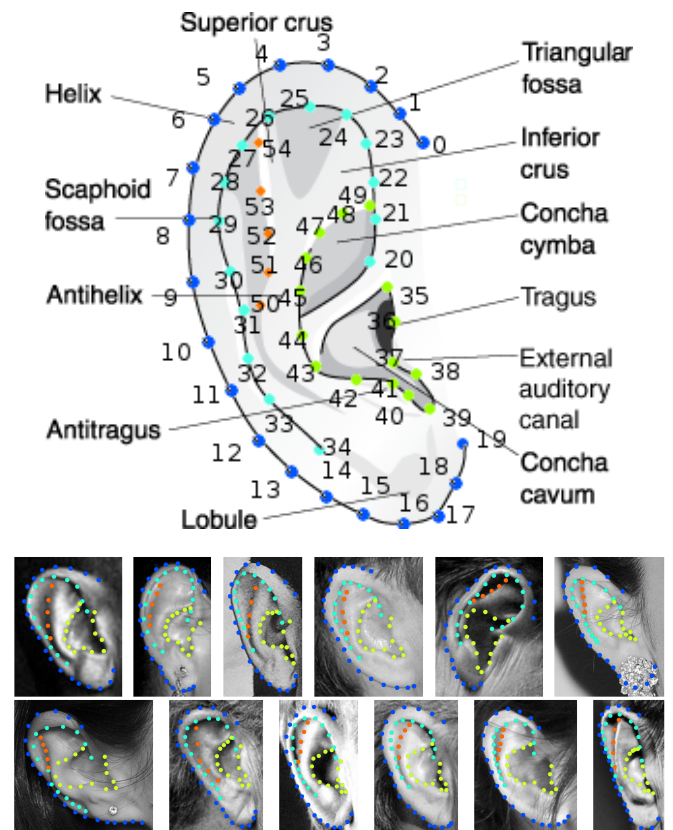 Superior crus
Triangular
fossa
Helix
Inferior
crus
Scaphoid
fossa
Concha
cymba
Antihelix
Tragus
External
auditory
canal
Antitragus
Concha
cavum
Lobule
0
1
2
3
4
5
6
7
8
9
10
11
12
13
14
15
16
17
18
19
20
21
22
23
24
25
26
27
28
29
30
31
32
33
34
35
36
37
38
39
40
41
42
43
44
45
46
47
48
49
50
51
52
53
54